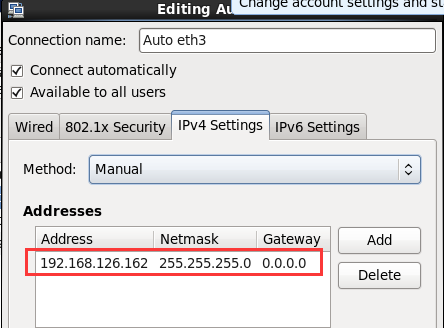 Editing Au
Change account settings and st
Connection name: Auto eth3
Connect automatically
Available to all users
Wired 802.1x Security IPv4 Settings IPv6 Settings
Method: Manual
Addresses
Address Netmask Gateway
192.168.126.162 255.255.255.0 0.0.0.0
Add
Delete